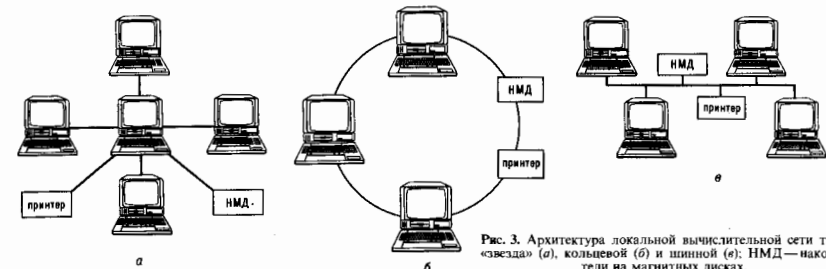 принтер
НМД
а
НМД
принтер
б
НМД
принтер
в
Рис. 3. Архитектура локальной вычислительной сети
«звезда» (а), кольцевой (б) и шинной (в); НМД—
на магнитных дисках